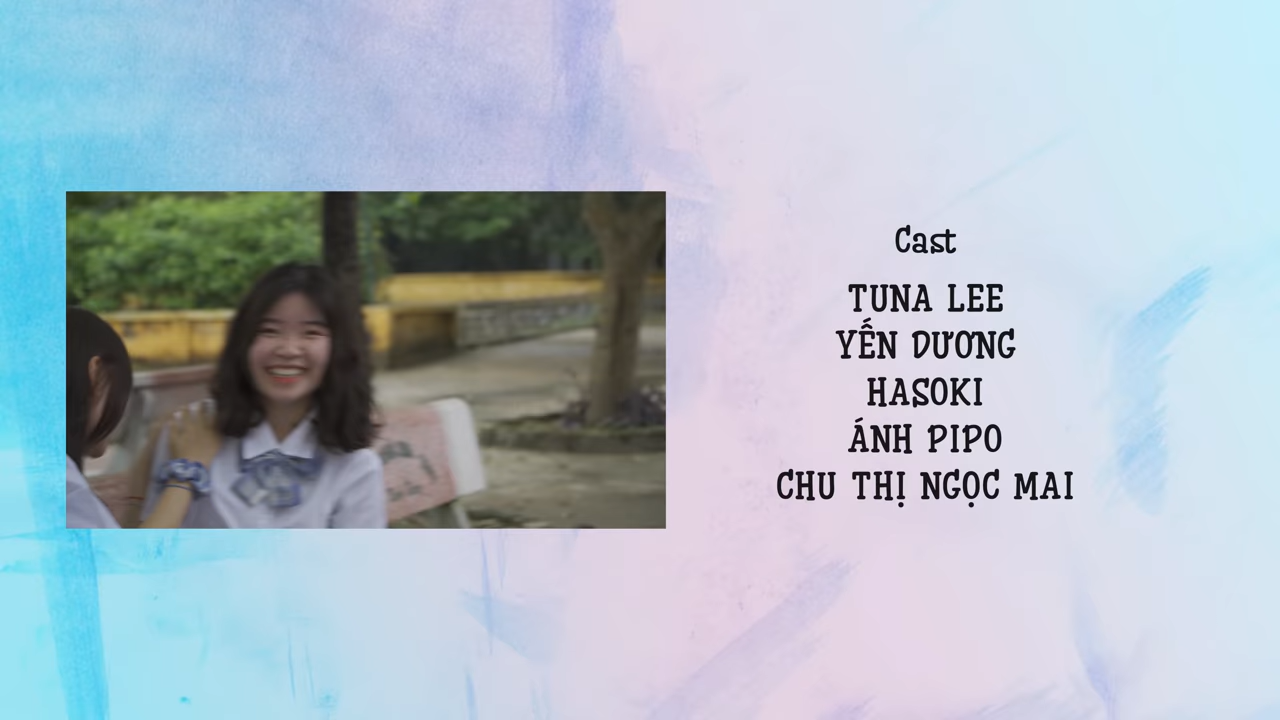 Cast
TUNA LEE
YẾN DƯƠNG
HASOKI
ÁNH PIPO
CHU THỊ NGỌC MAI